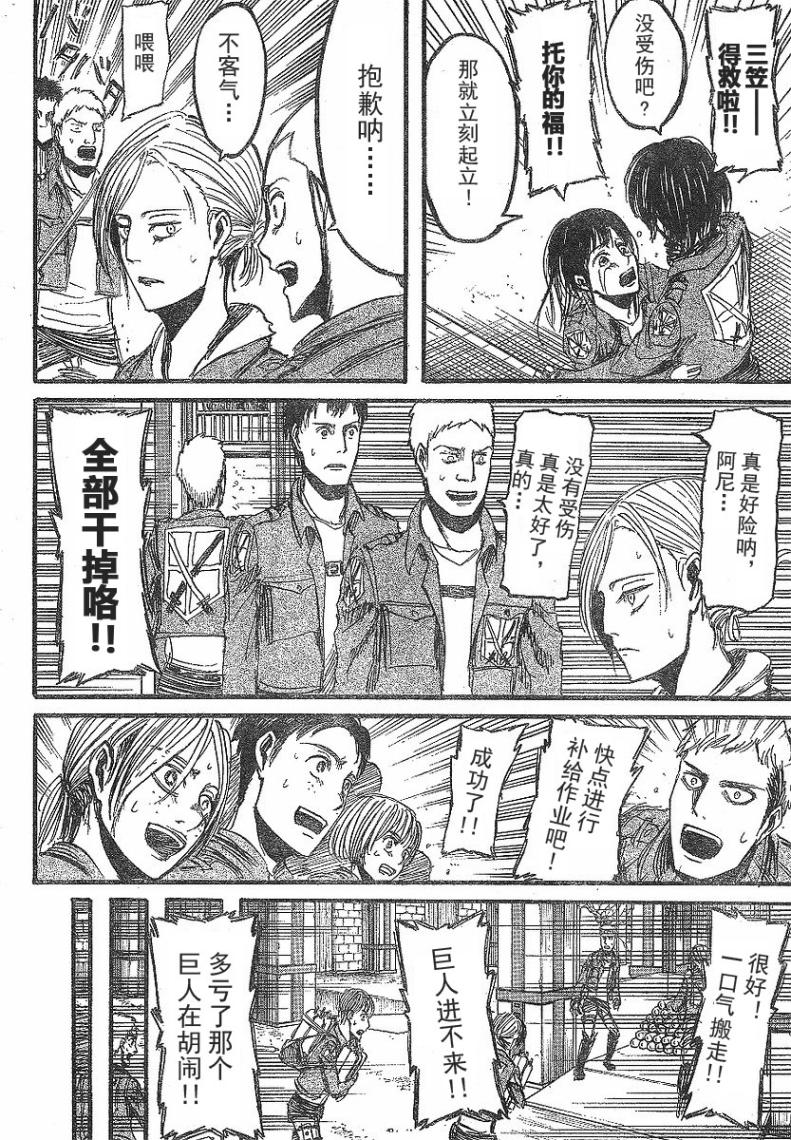 三笠——
得救啦!!
没受伤吧?
托你的福!!
那就立刻起立!
抱歉呐……
不客气…
喂喂
真是好险呐,
阿尼…
没有受伤
真是太好了,
真的…
全部干掉咯!!
快点进行
补给作业吧!
成功了!!
很好!
一口气搬走!!
巨人进不来!!
多亏了那个
巨人在胡闹!!